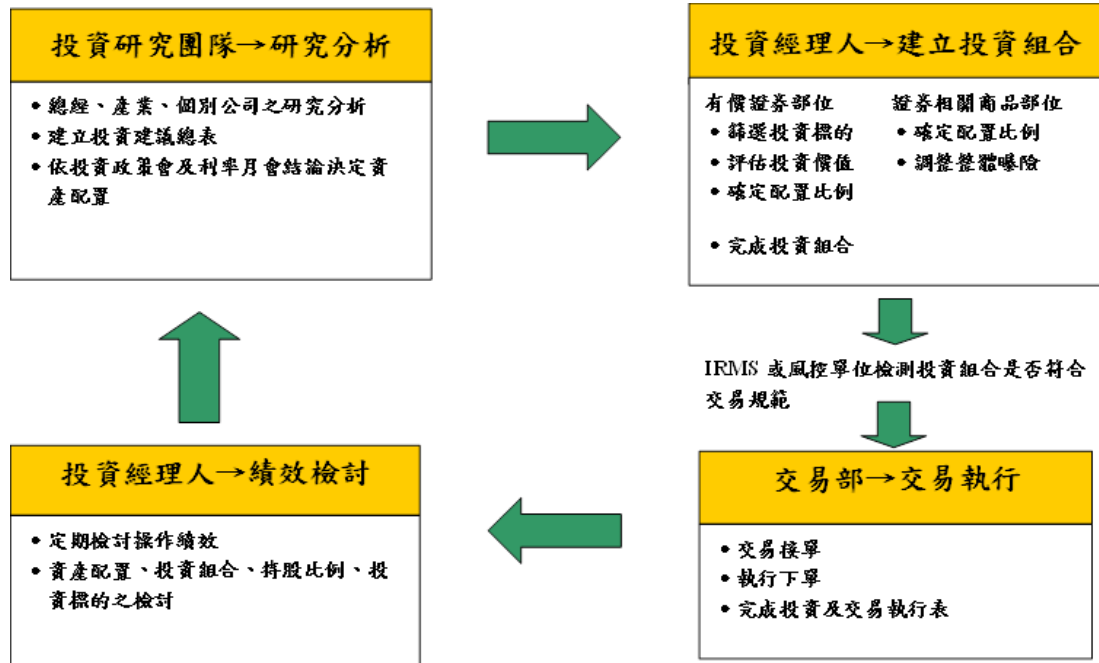 投資研究團隊→研究分析
• 總經、產業、個別公司之研究分析
• 建立投資建議總表
• 依投資政策會及利率月會結論決定資
產配置
投資經理人→建立投資組合
有價證券部位
• 篩選投資標的
• 評估投資價值
• 確定配置比例
• 完成投資組合
證券相關商品部位
• 確定配置比例
• 調整整體曝險
IRMS 或風控單位檢測投資組合是否符合
交易規範
交易部→交易執行
• 交易接單
• 執行下單
• 完成投資及交易執行表
投資經理人→績效檢討
• 定期檢討操作績效
• 資產配置、投資組合、持股比例、投
資標的之檢討